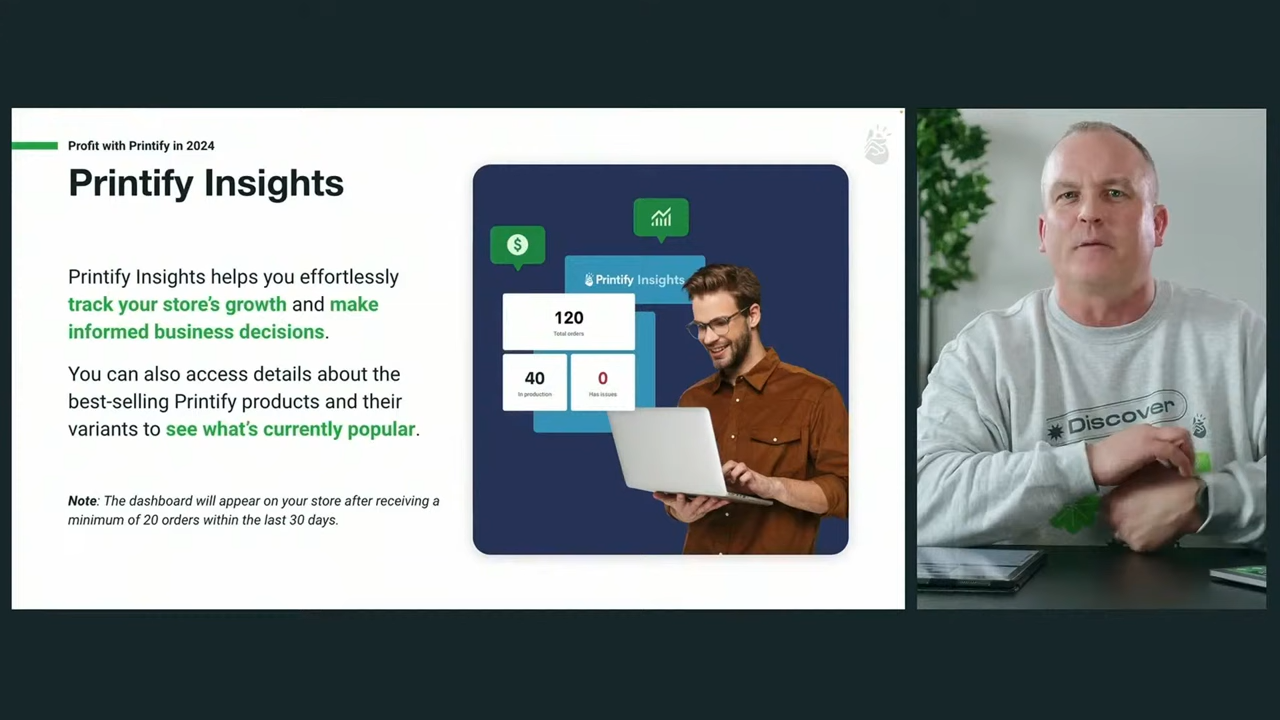 Profit with Printify in 2024
Printify Insights
Printify Insights helps you effortlessly
track your store’s growth and make
informed business decisions.
You can also access details about the
best-selling Printify products and their
variants to see what’s currently popular.
Note: The dashboard will appear on your store after receiving a
minimum of 20 orders within the last 30 days.
$
Printify Insights
120
Total orders
40
0
In production
Has issues
Discover